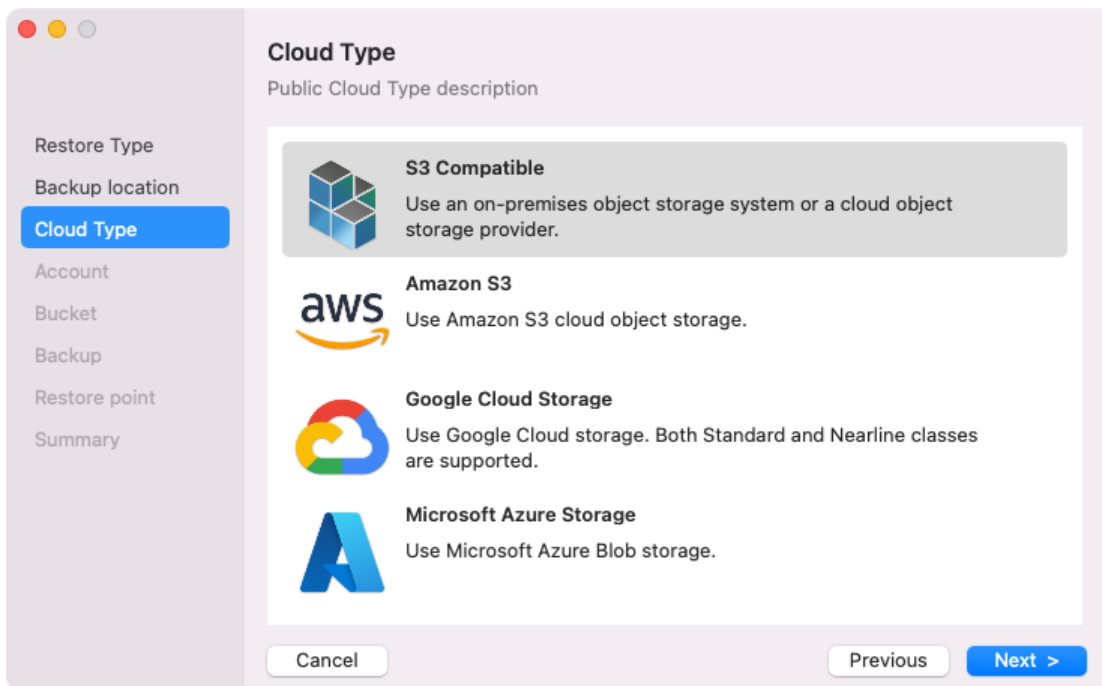 Cloud Type
Public Cloud Type description
Restore Type
Backup location
Cloud Type
Account
Bucket
Backup
Restore point
Summary
S3 Compatible
Use an on-premises object storage system or a cloud object
storage provider.
aws
Amazon S3
Use Amazon S3 cloud object storage.
Google Cloud Storage
Use Google Cloud storage. Both Standard and Nearline classes
are supported.
Microsoft Azure Storage
Use Microsoft Azure Blob storage.
Cancel
Previous
Next >